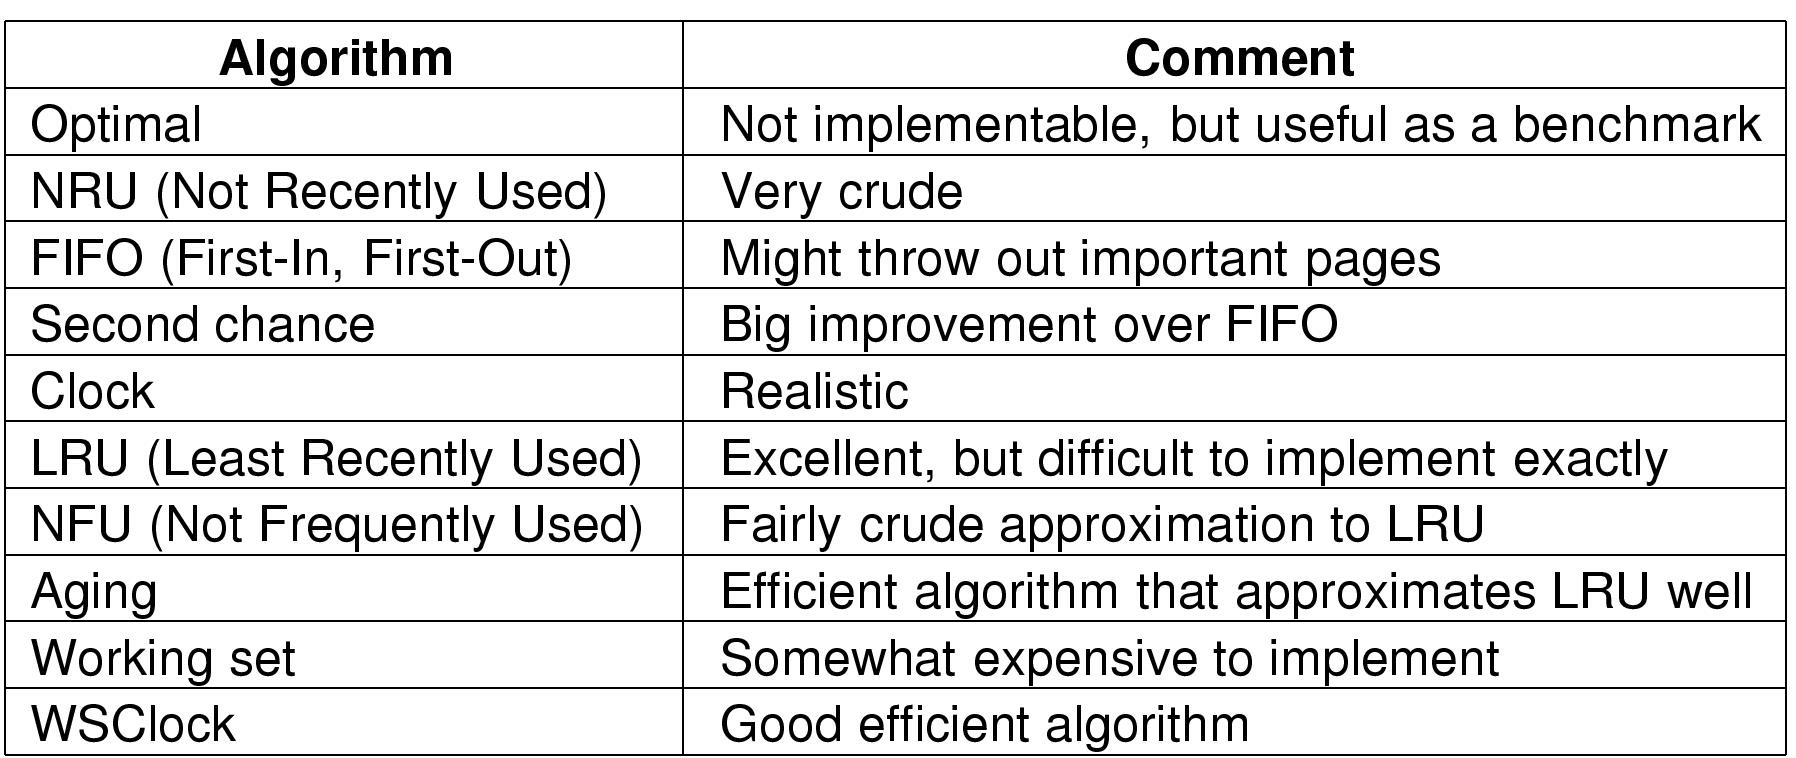 Algorithm Comment
Optimal Not implementable, but useful as a benchmark
NRU (Not Recently Used) Very crude
FIFO (First-In, First-Out) Might throw out important pages
Second chance Big improvement over FIFO
Clock Realistic
LRU (Least Recently Used) Excellent, but difficult to implement exactly
NFU (Not Frequently Used) Fairly crude approximation to LRU
Aging Efficient algorithm that approximates LRU well
Working set Somewhat expensive to implement
WSClock Good efficient algorithm